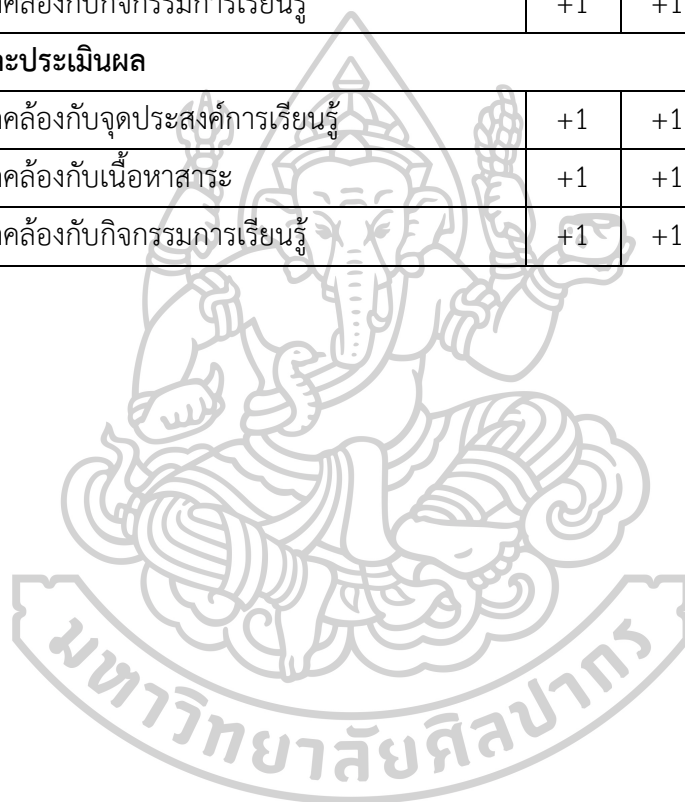 คล้องกับกิจกรรมการเรียนรู้ +1 +1
ประเมินผล
คล้องกับจุดประสงค์การเรียนรู้ +1 +1
คล้องกับเนื้อหาสาระ +1 +1
คล้องกับกิจกรรมการเรียนรู้ +1 +1
มหาวิทยาลัยศิลปากร